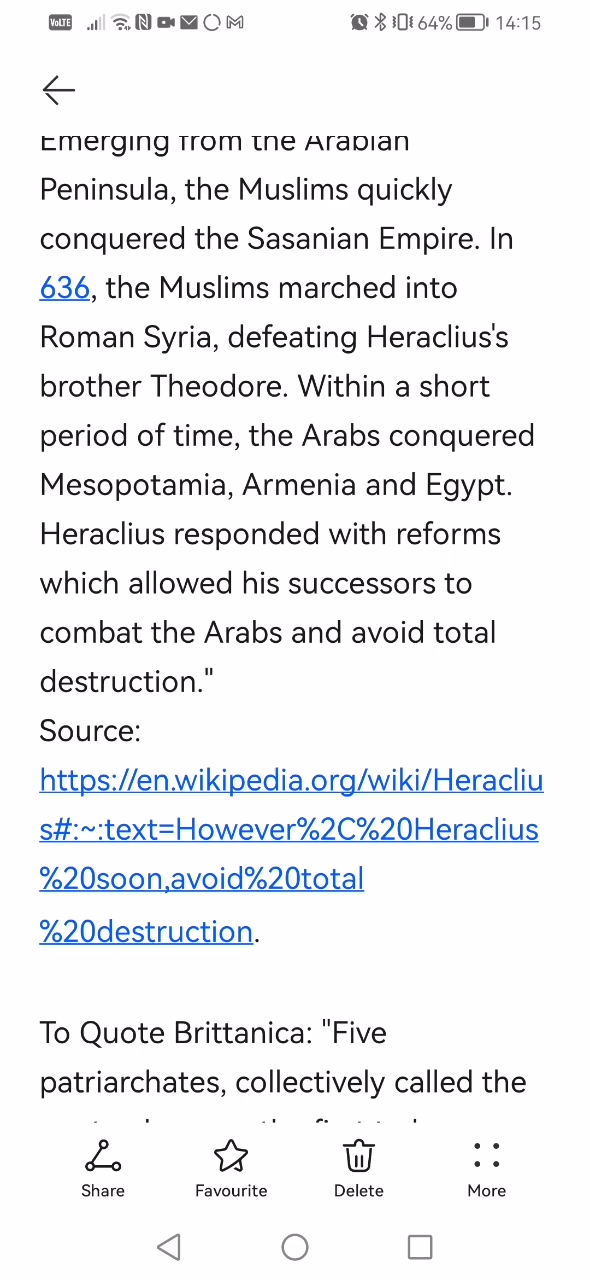 VoLTE 64% 14:15
Emerging from the Arabian
Peninsula, the Muslims quickly
conquered the Sasanian Empire. In
636, the Muslims marched into
Roman Syria, defeating Heraclius's
brother Theodore. Within a short
period of time, the Arabs conquered
Mesopotamia, Armenia and Egypt.
Heraclius responded with reforms
which allowed his successors to
combat the Arabs and avoid total
destruction."
Source:
https://en.wikipedia.org/wiki/Heracliu
s#:~:text=However%2C%20Heraclius
%20soon,avoid%20total
%20destruction.
To Quote Brittanica: "Five
patriarchates, collectively called the
Share Favourite Delete More